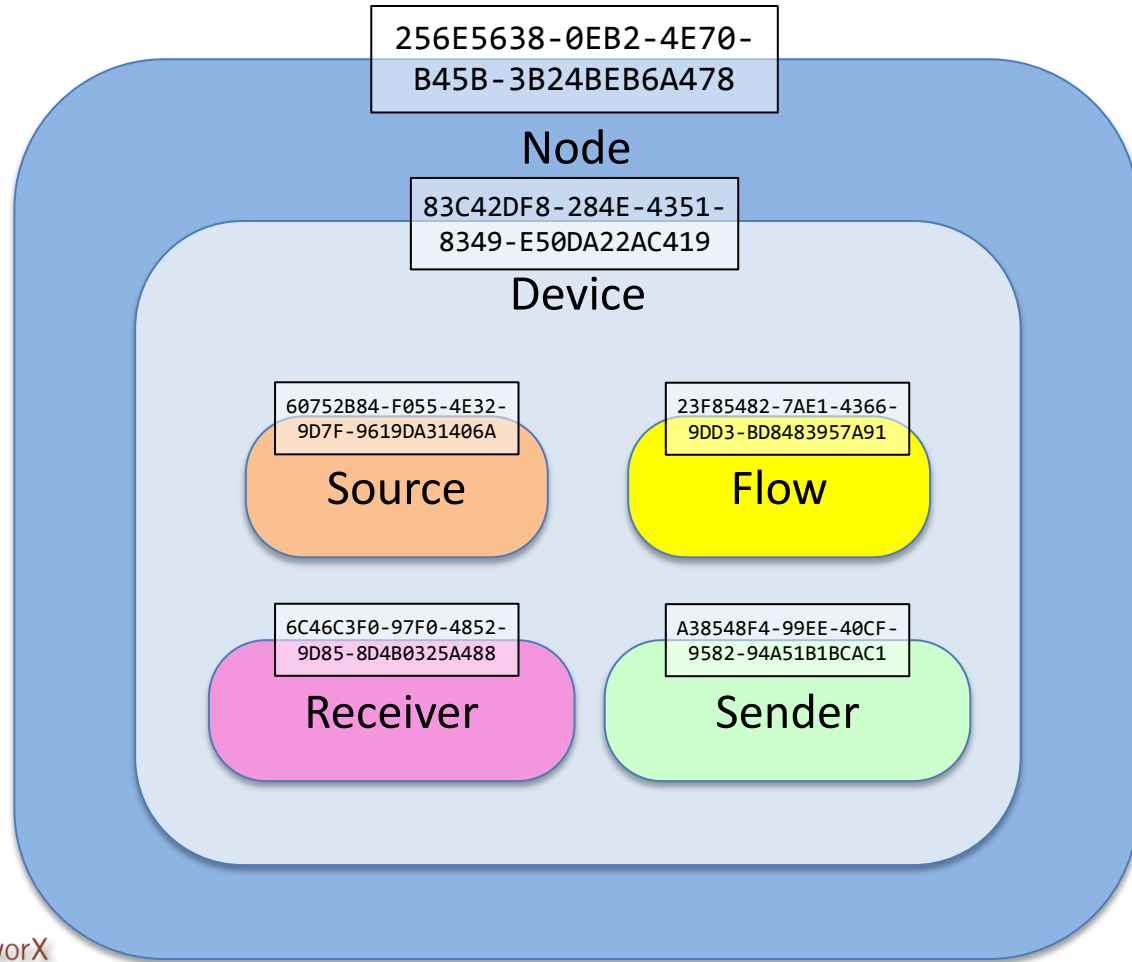 256E5638-0EB2-4E70-
B45B-3B24BEB6A478
Node
83C42DF8-284E-4351-
8349-E50DA22AC419
Device
60752B84-F055-4E32-
9D7F-9619DA31406A
Source
23F85482-7AE1-4366-
9DD3-BD8483957A91
Flow
6C46C3F0-97F0-4852-
9D85-8D4B0325A488
Receiver
A38548F4-99EE-40CF-
9582-94A51B1BCAC1
Sender